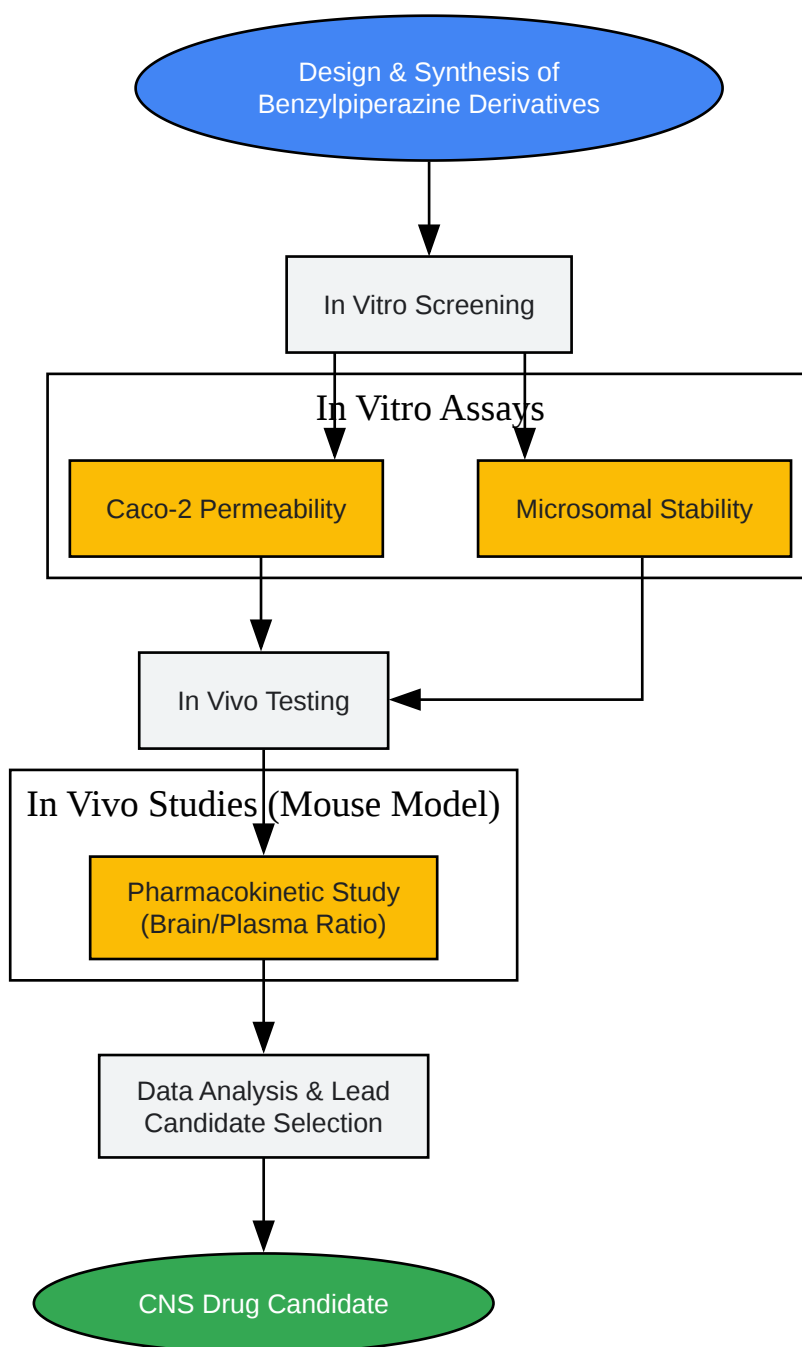 Design & Synthesis of
Benzylpiperazine Derivatives
In Vitro Screening
In Vitro Assays
Caco-2 Permeability
Microsomal Stability
In Vivo Testing
In Vivo Studies (Mouse Model)
Pharmacokinetic Study
(Brain/Plasma Ratio)
Data Analysis & Lead
Candidate Selection
CNS Drug Candidate